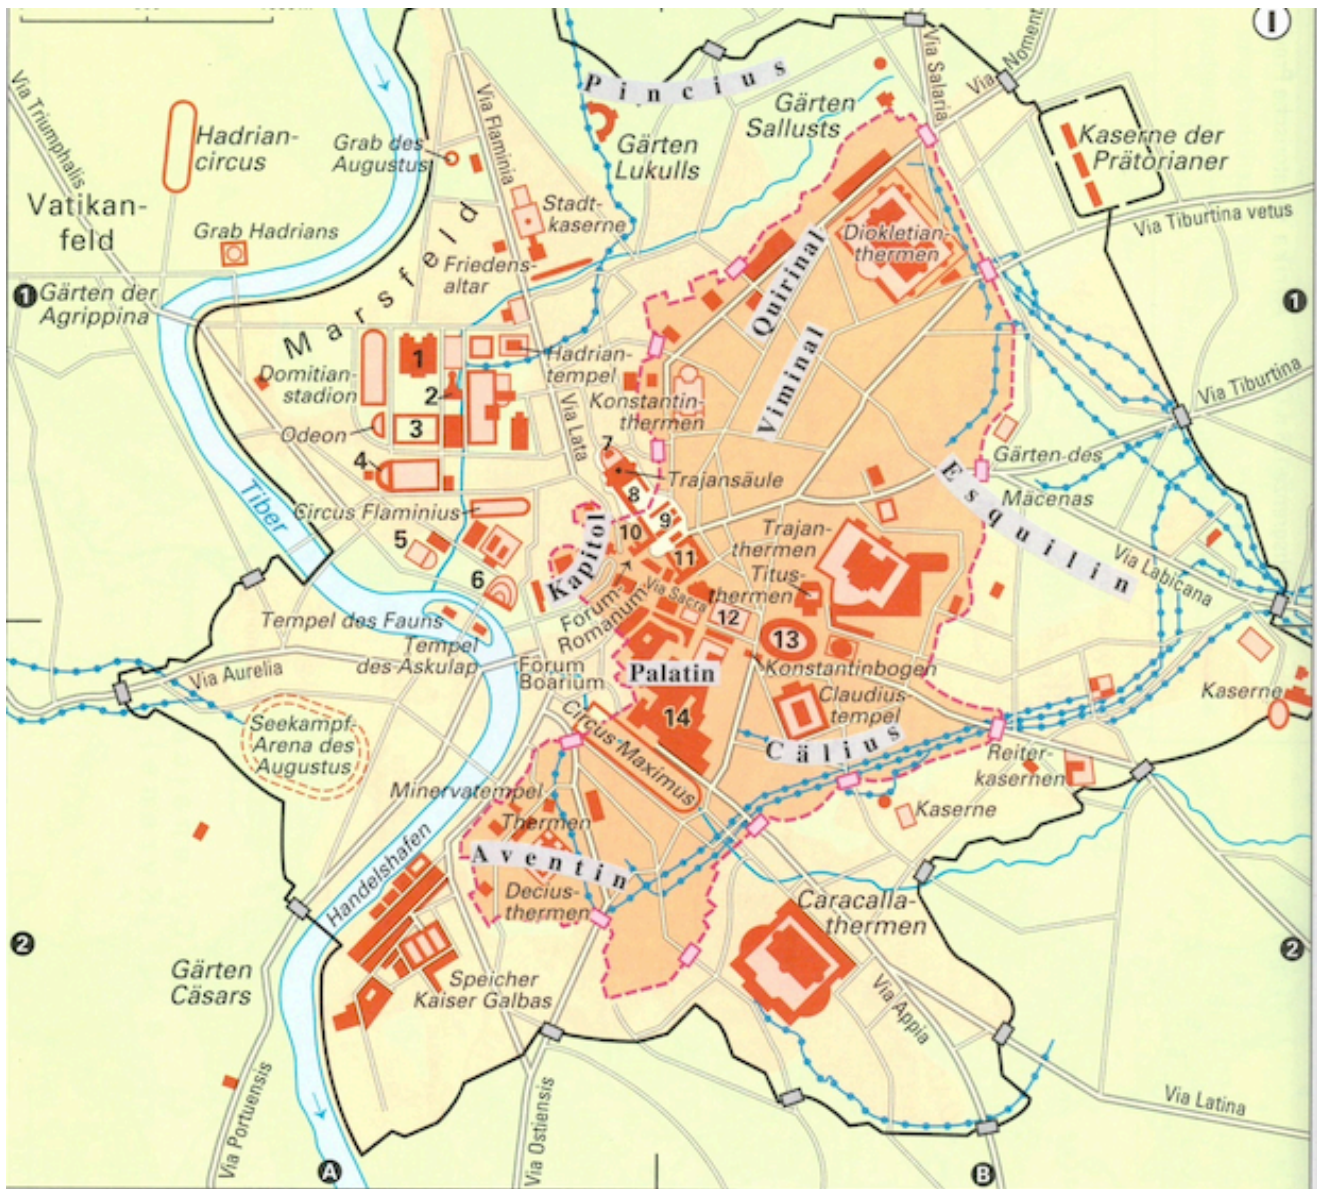 I
Pincius
Via Salaria
Via Noment
Via Triumphalis
Hadrian-
circus
Grab des
Augustus
Via Flaminia
Gärten
Lukulls
Gärten
Sallusts
Kaserne der
Prätorianer
Vatikan-
feld
Grab Hadrians
Stadt-
kaserne
Marsfeld
Friedens-
altar
Quirinal
Diokletian-
thermen
Via Tiburtina vetus
1
Gärten der
Agrippina
1
1
Hadrian-
tempel
Viminal
Domitian-
stadion
2
Konstantin-
thermen
Via Lata
Via Tiburtina
Odeon
3
4
7
Trajansäule
Gärten des
Mäcenas
Esquilin
Tiber
Circus Flaminius
8
9
10
11
Kapitol
Trajan-
thermen
Titus-
thermen
5
6
Via Labicana
Via Sacra
Forum
Romanum
12
13
Tempel des Fauns
Tempel
des Äskulap
Forum
Boarium
Palatin
Konstantinbogen
Via Aurelia
Claudius-
tempel
Kaserne
Seekampf-
Arena des
Augustus
14
Circus Maximus
Cälius
Reiter-
kasernen
Minervatempel
Thermen
Kaserne
Aventin
Handelshafen
Decius-
thermen
Caracalla-
thermen
2
2
Gärten
Cäsars
Speicher
Kaiser Galbas
Via Appia
Via Portuensis
Via Ostiensis
Via Latina
A
B